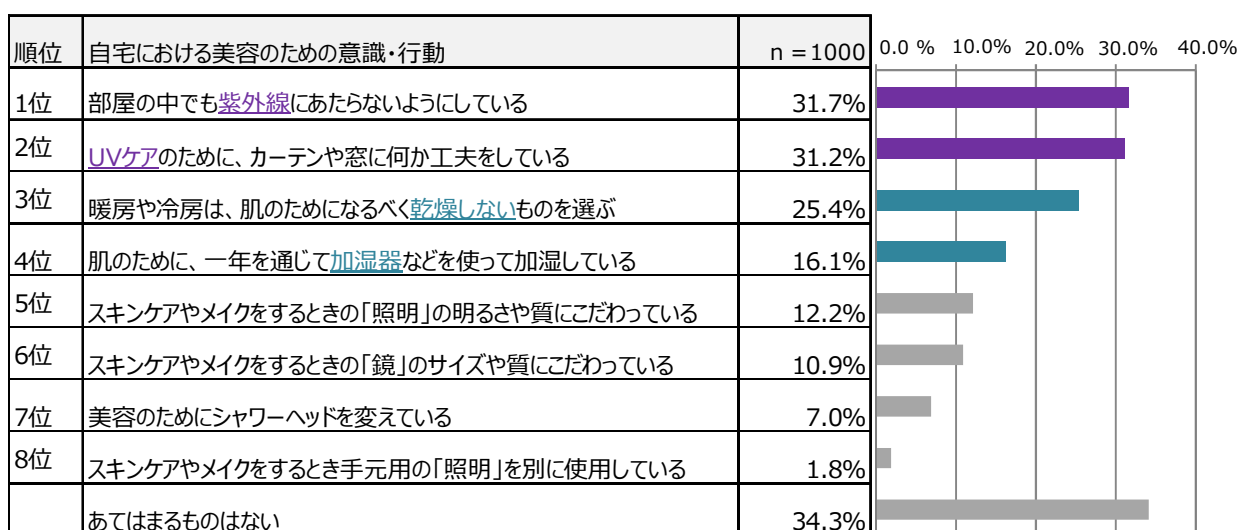 順位 自宅における美容のための意識・行動 n =1000 0.0 % 10.0% 20.0% 30.0% 40.0%
1位 部屋の中でも紫外線にあたらないようにしている 31.7%
2位 UVケアのために、カーテンや窓に何か工夫をしている 31.2%
3位 暖房や冷房は、肌のためになるべく乾燥しないものを選ぶ 25.4%
4位 肌のために、一年を通じて加湿器などを使って加湿している 16.1%
5位 スキンケアやメイクをするときの「照明」の明るさや質にこだわっている 12.2%
6位 スキンケアやメイクをするときの「鏡」のサイズや質にこだわっている 10.9%
7位 美容のためにシャワーヘッドを変えている 7.0%
8位 スキンケアやメイクをするとき手元用の「照明」を別に使用している 1.8%
あてはまるものはない 34.3%